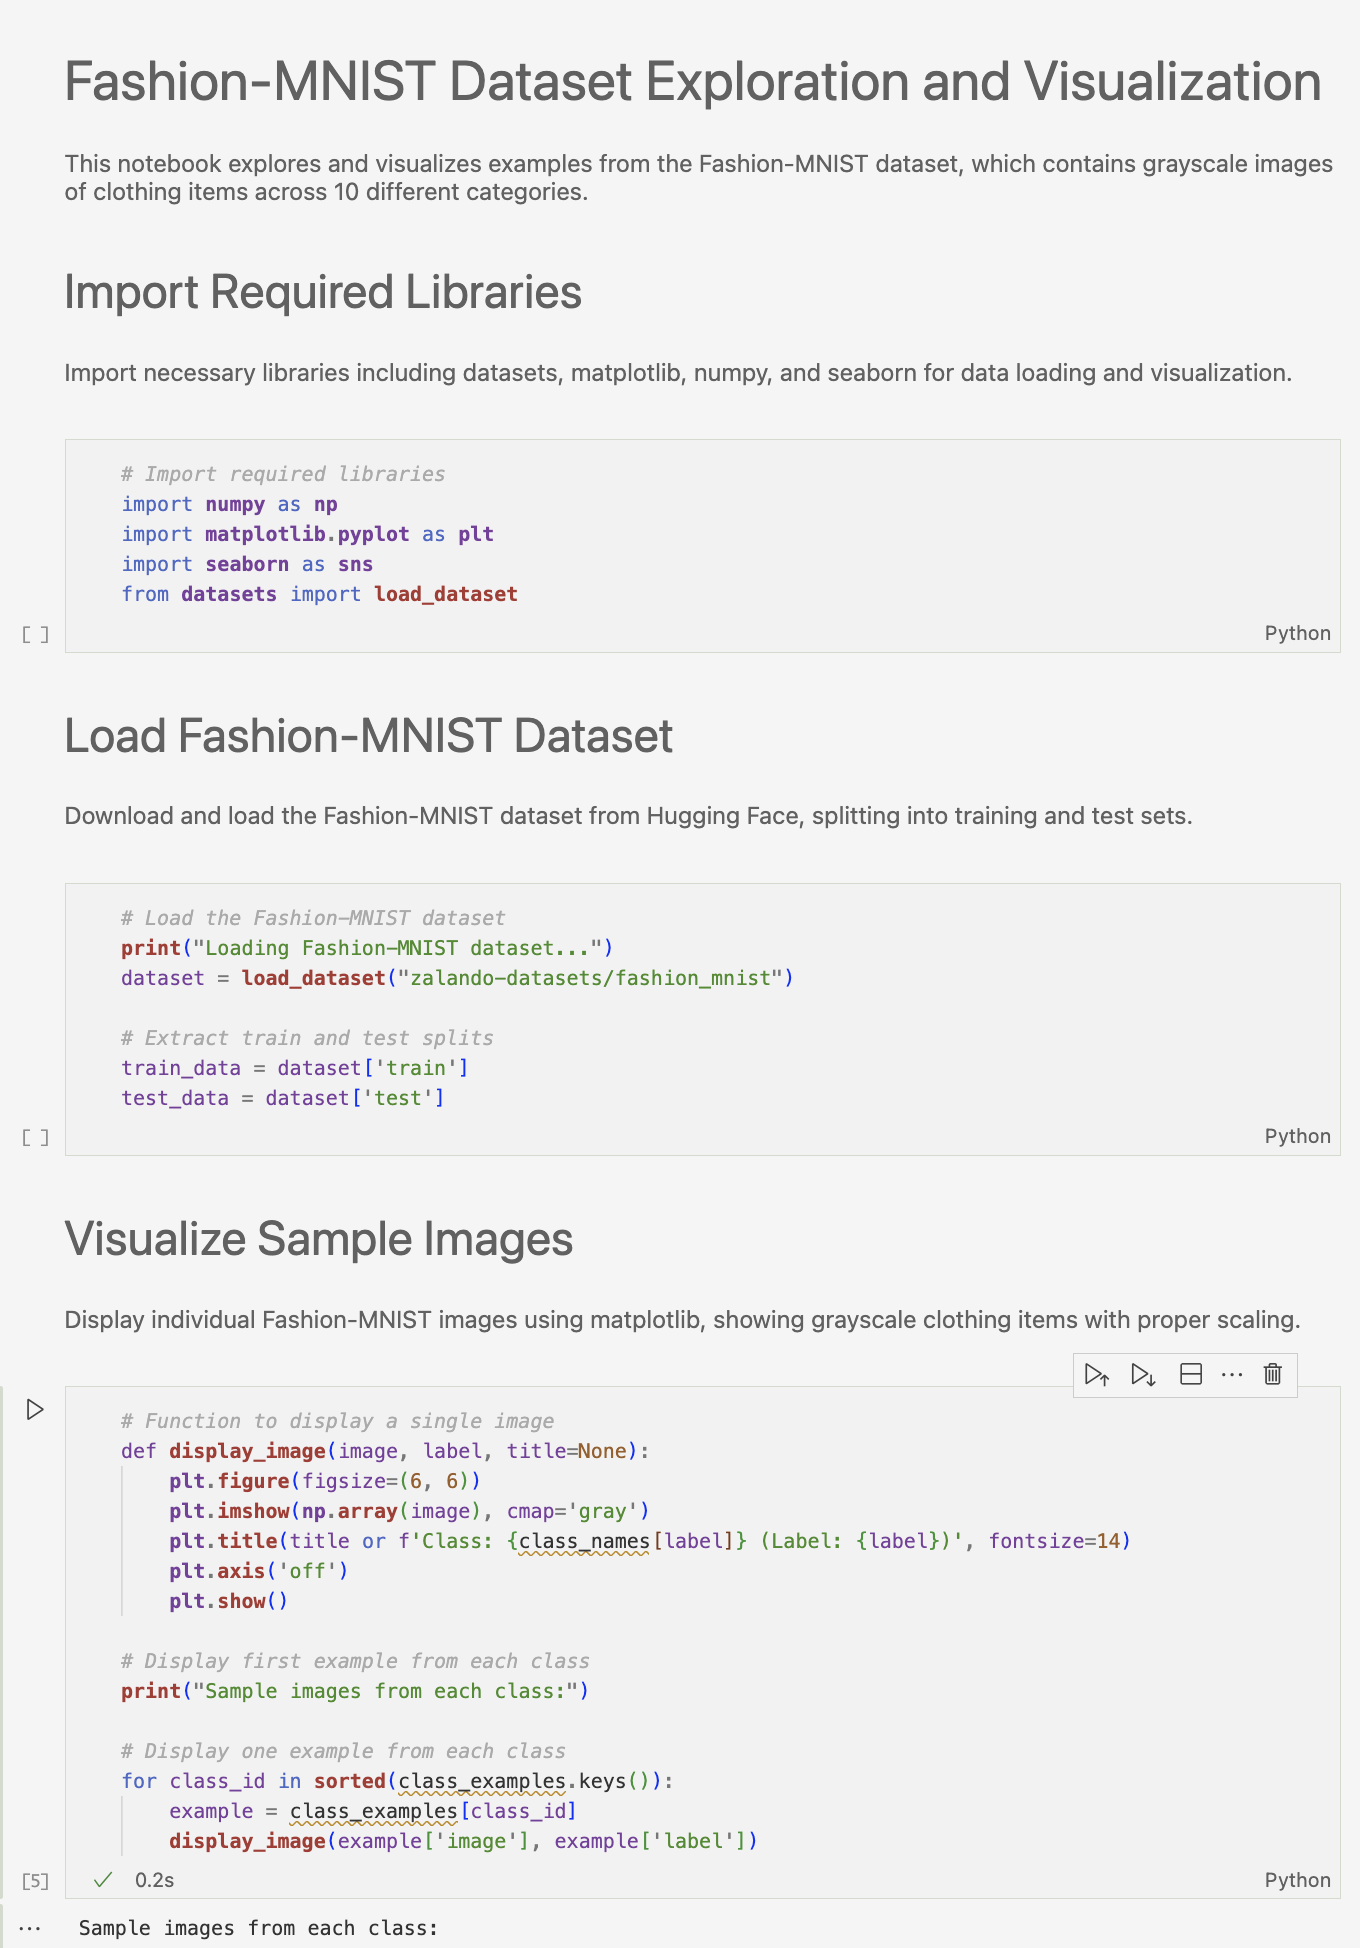 Fashion-MNIST Dataset Exploration and Visualization
This notebook explores and visualizes examples from the Fashion-MNIST dataset, which contains grayscale images
of clothing items across 10 different categories.
Import Required Libraries
Import necessary libraries including datasets, matplotlib, numpy, and seaborn for data loading and visualization.
# Import required libraries
import numpy as np
import matplotlib.pyplot as plt
import seaborn as sns
from datasets import load_dataset
[ ]
Python
Load Fashion-MNIST Dataset
Download and load the Fashion-MNIST dataset from Hugging Face, splitting into training and test sets.
# Load the Fashion-MNIST dataset
print("Loading Fashion-MNIST dataset...")
dataset = load_dataset("zalando-datasets/fashion_mnist")
# Extract train and test splits
train_data = dataset['train']
test_data = dataset['test']
[ ]
Python
Visualize Sample Images
Display individual Fashion-MNIST images using matplotlib, showing grayscale clothing items with proper scaling.
# Function to display a single image
def display_image(image, label, title=None):
    plt.figure(figsize=(6, 6))
    plt.imshow(np.array(image), cmap='gray')
    plt.title(title or f'Class: {class_names[label]} (Label: {label})', fontsize=14)
    plt.axis('off')
    plt.show()
# Display first example from each class
print("Sample images from each class:")
# Display one example from each class
for class_id in sorted(class_examples.keys()):
    example = class_examples[class_id]
    display_image(example['image'], example['label'])
[5]
0.2s
Python
Sample images from each class: